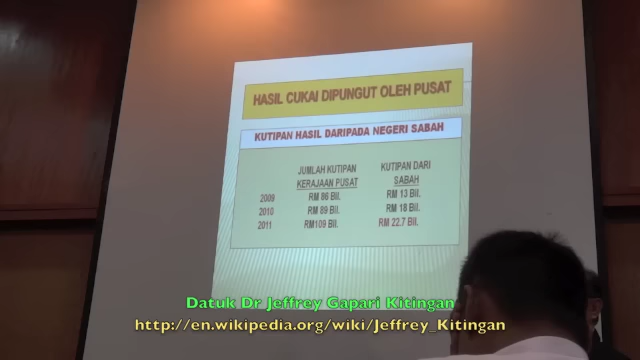 HASIL CUKAI DIPUNGUT OLEH PUSAT
KUTIPAN HASIL DARIPADA NEGERI SABAH
JUMLAH KUTIPAN KUTIPAN DARI
KERAJAAN PUSAT SABAH
2009 RM 86 Bil. RM 13 Bil.
2010 RM 89 Bil. RM 18 Bil.
2011 RM109 Bil. RM 22.7 Bil.
Datuk Dr Jeffrey Gapari Kitingan
http://en.wikipedia.org/wiki/Jeffrey_Kitingan